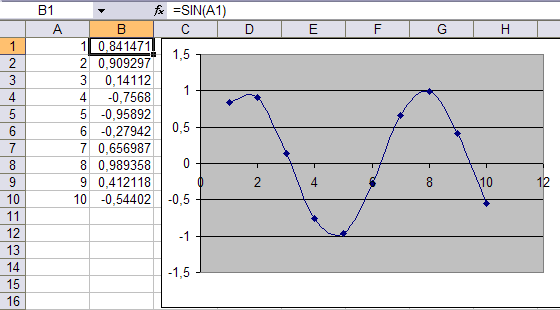 B1 fx =SIN(A1)
A B C D E F G H
1 1 0,841471
2 2 0,909297
3 3 0,14112
4 4 -0,7568
5 5 -0,95892
6 6 -0,27942
7 7 0,656987
8 8 0,989358
9 9 0,412118
10 10 -0,54402
11
12
13
14
15
16
1,5
1
0,5
0
-0,5
-1
-1,5
0 2 4 6 8 10 12